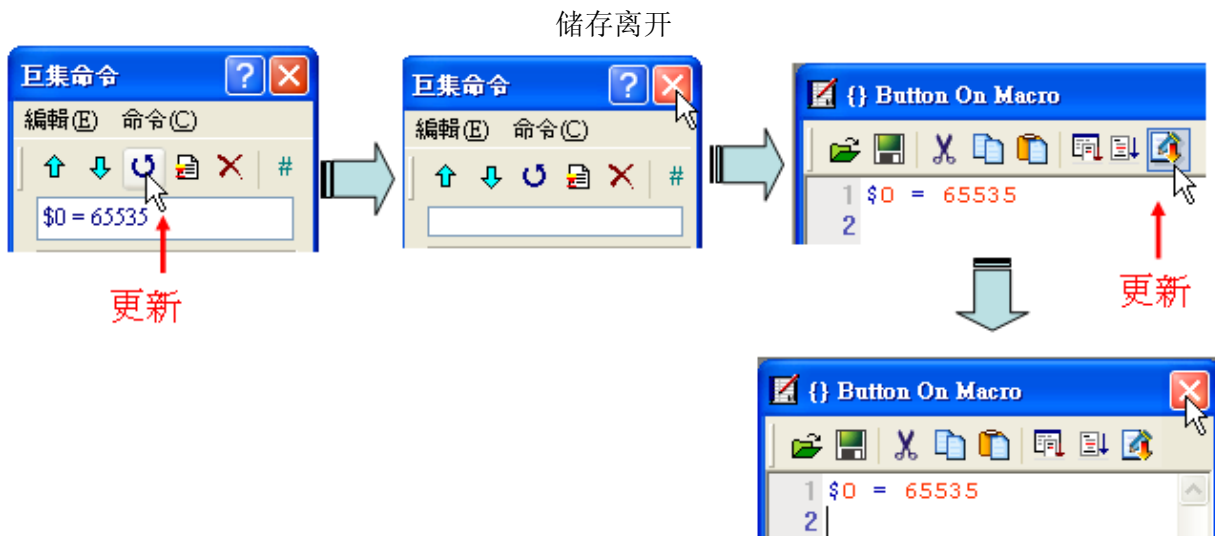 储存离开
巨集命令
編輯(E) 命令(C)
#
$0 = 65535
更新
巨集命令
編輯(E) 命令(C)
#
{} Button On Macro
1 $0 = 65535
2
更新
{} Button On Macro
1 $0 = 65535
2